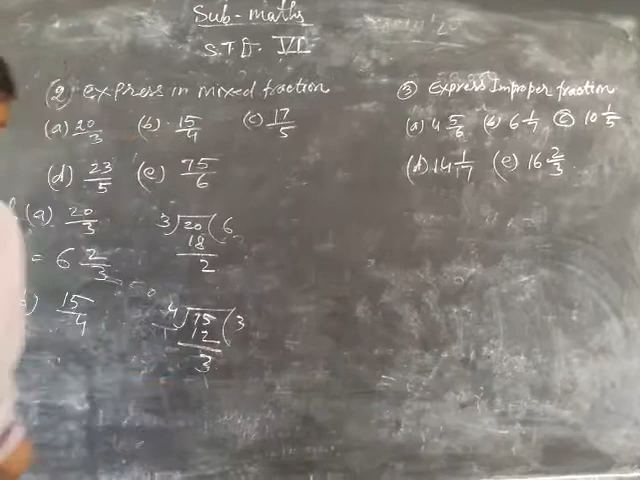 Sub - maths
S.T.D. VI
(2) express in mixed fraction
(a) 20/3 (b) 15/4 (c) 17/5
(d) 23/5 (e) 75/6
(a) 20/3
3)20(6
18
2
= 6 2/3
15/4
4)15(3
12
3
(3) Express Improper fraction
(a) 4 5/6 (b) 6 1/7 (c) 10 1/5
(d) 14 1/17 (e) 16 2/3